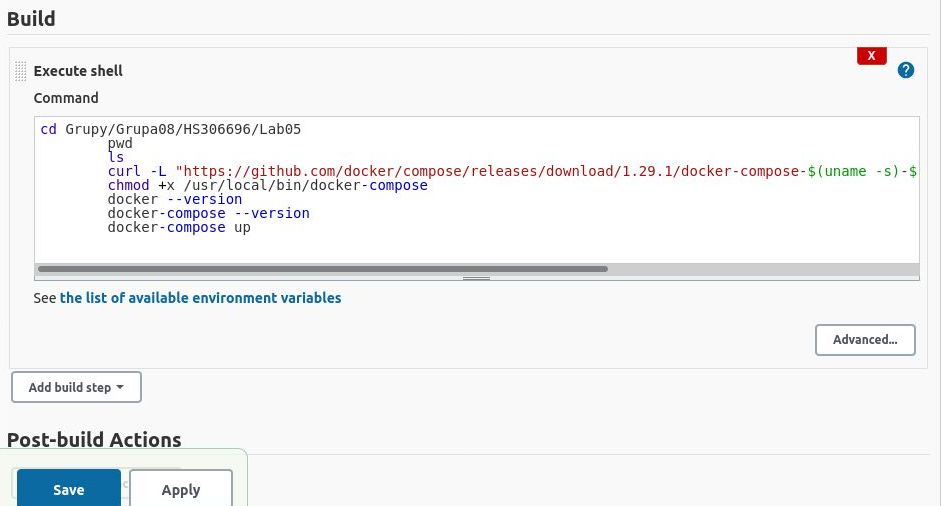 Build
X
Execute shell
?
Command
cd Grupy/Grupa08/HS306696/Lab05
pwd
ls
curl -L "https://github.com/docker/compose/releases/download/1.29.1/docker-compose-$(uname -s)-$
chmod +x /usr/local/bin/docker-compose
docker --version
docker-compose --version
docker-compose up
See the list of available environment variables
Advanced...
Add build step
Post-build Actions
Save
Apply